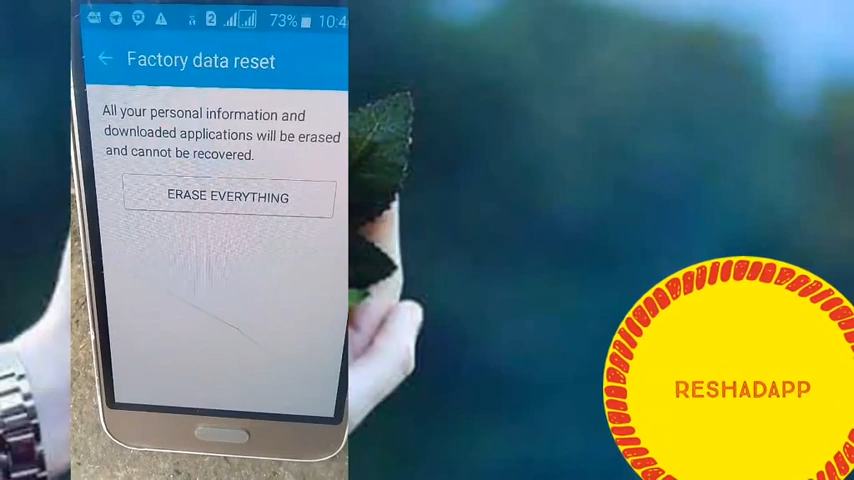 2
73%
10:4
Factory data reset
All your personal information and
downloaded applications will be erased
and cannot be recovered.
ERASE EVERYTHING
RESHADAPP